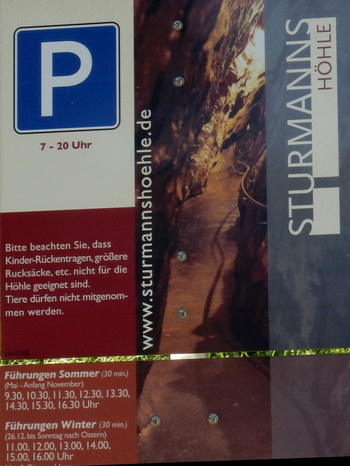 P
7 - 20 Uhr
Bitte beachten Sie, dass
Kinder-Rückentragen, größere
Rucksäcke, etc. nicht für die
Höhle geeignet sind.
Tiere dürfen nicht mitgenom-
men werden.
www.sturmannshoehle.de
STURMANNS
HÖHLE
Führungen Sommer (30 min.)
(Mai - Anfang November)
9.30, 10.30, 11.30, 12.30, 13.30,
14.30, 15.30, 16.30 Uhr
Führungen Winter (30 min.)
(26.12. bis Sonntag nach Ostern)
11.00, 12.00, 13.00, 14.00,
15.00, 16.00 Uhr